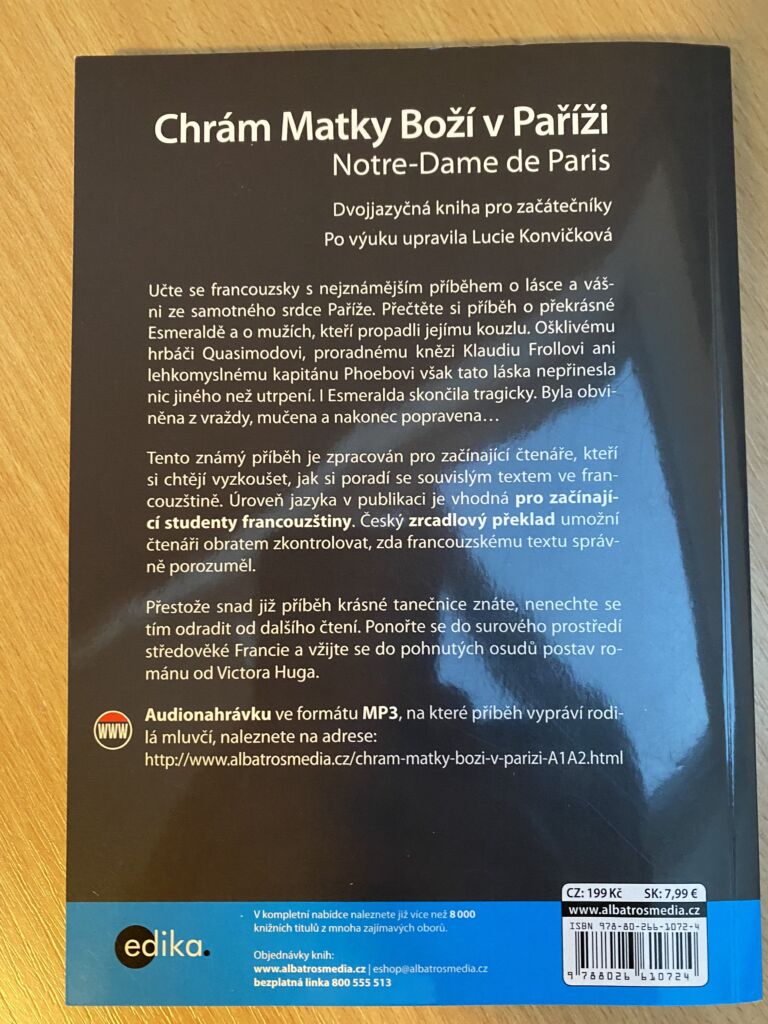 Chrám Matky Boží v Paříži
Notre-Dame de Paris
Dvojjazyčná kniha pro začátečníky
Po výuku upravila Lucie Konvičková
Učte se francouzsky s nejznámějším příběhem o lásce a váš-
ni ze samotného srdce Paříže. Přečtěte si příběh o překrásné
Esmeraldě a o mužích, kteří propadli jejímu kouzlu. Ošklivému
hrbáči Quasimodovi, proradnému knězi Klaudiu Frollovi ani
lehkomyslnému kapitánu Phoebovi však tato láska nepřinesla
nic jiného než utrpení. I Esmeralda skončila tragicky. Byla obvi-
něna z vraždy, mučena a nakonec popravena…
Tento známý příběh je zpracován pro začínající čtenáře, kteří
si chtějí vyzkoušet, jak si poradí se souvislým textem ve fran-
couzštině. Úroveň jazyka v publikaci je vhodná pro začínají-
cí studenty francouzštiny. Český zrcadlový překlad umožní
čtenáři obratem zkontrolovat, zda francouzskému textu správ-
ně porozuměl.
Přestože snad již příběh krásné tanečnice znáte, nenechte se
tím odradit od dalšího čtení. Ponořte se do surového prostředí
středověké Francie a vžijte se do pohnutých osudů postav ro-
mánu od Victora Huga.
WWW
Audionahrávku ve formátu MP3, na které příběh vypráví rodi-
lá mluvčí, naleznete na adrese:
http://www.albatrosmedia.cz/chram-matky-bozi-v-parizi-A1A2.html
edika.
V kompletní nabídce naleznete již více než 8 000
knižních titulů z mnoha zajímavých oborů.
Objednávky knih:
www.albatrosmedia.cz | eshop@albatrosmedia.cz
bezplatná linka 800 555 513
CZ: 199 Kč SK: 7,99 €
www.albatrosmedia.cz
ISBN 978-80-266-1072-4
9 788026 610724